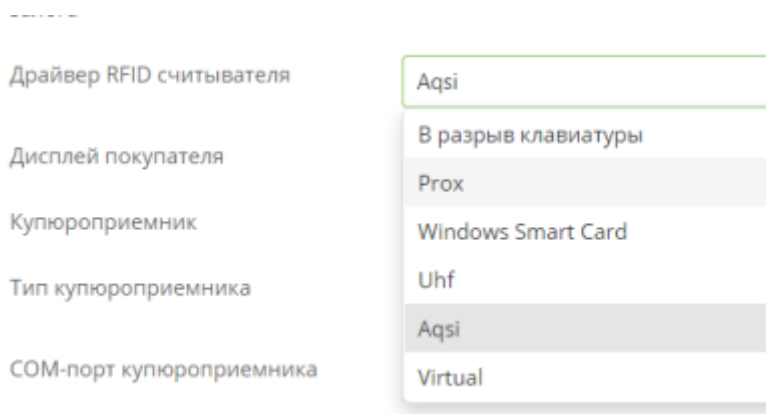 Драйвер RFID считывателя
Aqsi
В разрыв клавиатуры
Дисплей покупателя
Prox
Купюроприемник
Windows Smart Card
Тип купюроприемника
Uhf
Aqsi
COM-порт купюроприемника
Virtual